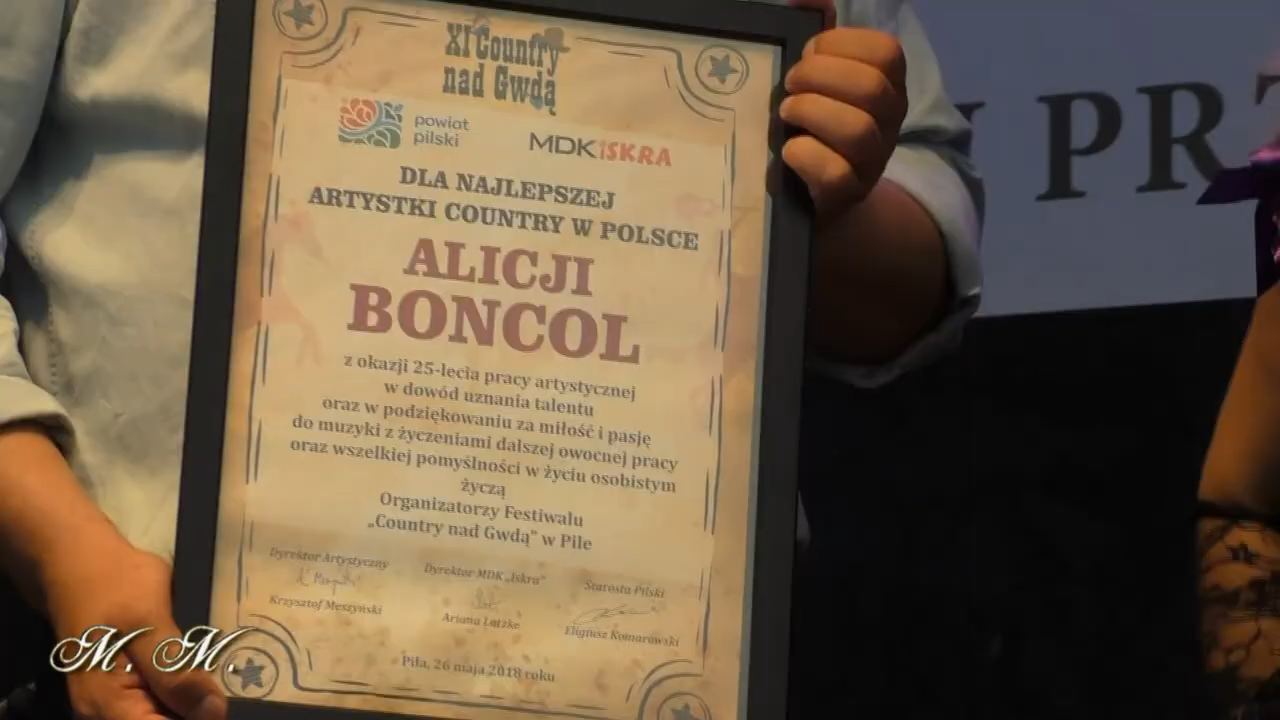 XI Country
nad Gwdą
powiat
pilski
MDK iSKRA
DLA NAJLEPSZEJ
ARTYSTKI COUNTRY W POLSCE
ALICJI
BONCOL
z okazji 25-lecia pracy artystycznej
w dowód uznania talentu
oraz w podziękowaniu za miłość i pasję
do muzyki z życzeniami dalszej owocnej pracy
oraz wszelkiej pomyślności w życiu osobistym
życzą
Organizatorzy Festiwalu
„Country nad Gwdą” w Pile
Dyrektor Artystyczny
Dyrektor MDK „Iskra”
Starosta Pilski
Krzysztof Meszyński
Ariana Latzke
Eligiusz Komarowski
Piła, 26 maja 2018 roku
PRZ
M. M.